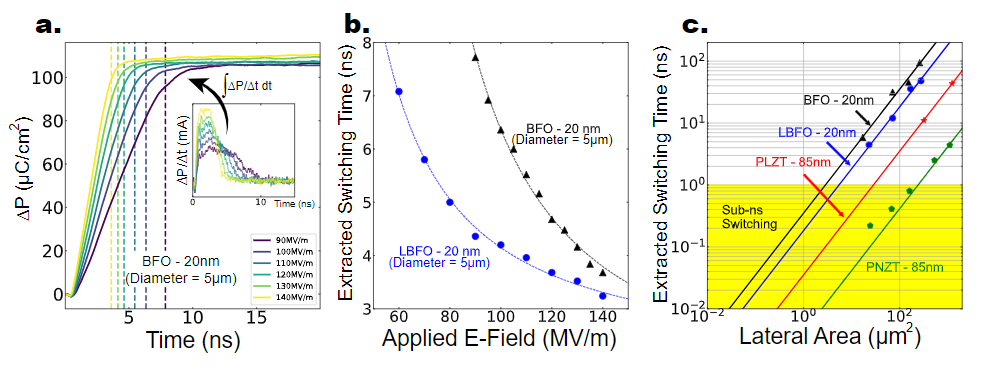 a.
ΔP (µC/cm²)
100
80
60
40
20
0
5
10
15
Time (ns)
∫ΔP/Δt dt
ΔP/Δt (mA)
0
10
Time (ns)
BFO - 20nm
(Diameter = 5µm)
90MV/m
100MV/m
110MV/m
120MV/m
130MV/m
140MV/m
b.
Extracted Switching Time (ns)
8
7
6
5
4
3
60
80
100
120
140
Applied E-Field (MV/m)
BFO - 20 nm
(Diameter = 5µm)
LBFO - 20 nm
(Diameter = 5µm)
c.
Extracted Switching Time (ns)
10²
10¹
10⁰
10⁻¹
10⁻²
10⁻²
10⁰
10²
Lateral Area (µm²)
BFO - 20nm
LBFO - 20nm
PLZT - 85nm
Sub-ns
Switching
PNZT - 85nm